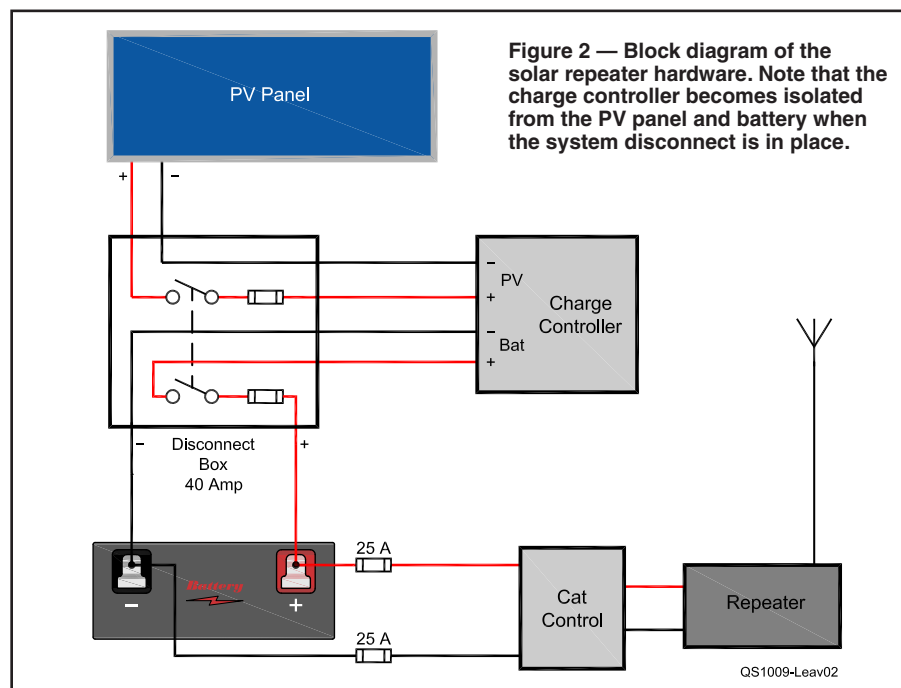 Figure 2 — Block diagram of the
solar repeater hardware. Note that the
charge controller becomes isolated
from the PV panel and battery when
the system disconnect is in place.
PV Panel
+
−
−
PV
+
Charge
Controller
−
Bat
+
−
+
Disconnect
Box
40 Amp
Battery
−
+
25 A
25 A
Cat
Control
Repeater
QS1009-Leav02